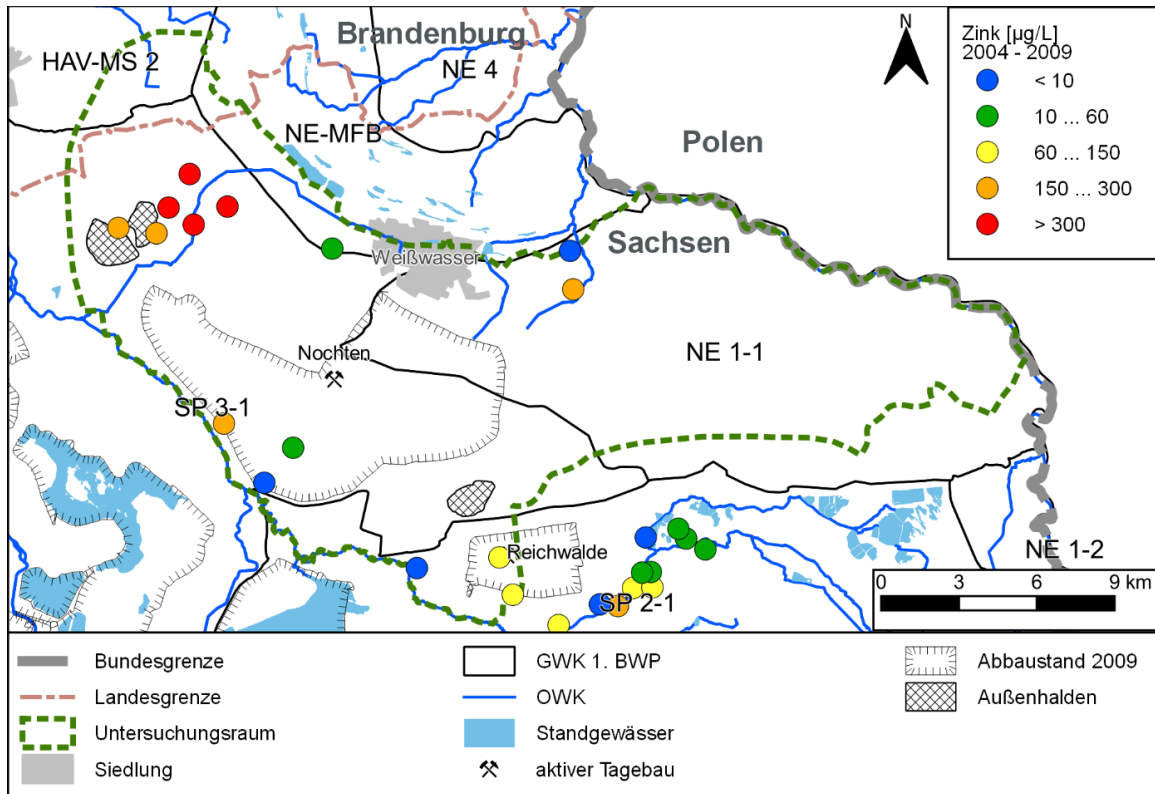 Brandenburg
HAV-MS 2
NE 4
NE-MFB
Polen
Sachsen
Weißwasser
Nochten
NE 1-1
SP 3-1
Reichwalde
SP 2-1
NE 1-2
N
Zink [µg/L]
2004 - 2009
< 10
10 ... 60
60 ... 150
150 ... 300
> 300
0 3 6 9 km
Bundesgrenze
Landesgrenze
Untersuchungsraum
Siedlung
GWK 1. BWP
OWK
Standgewässer
aktiver Tagebau
Abbaustand 2009
Außenhalden